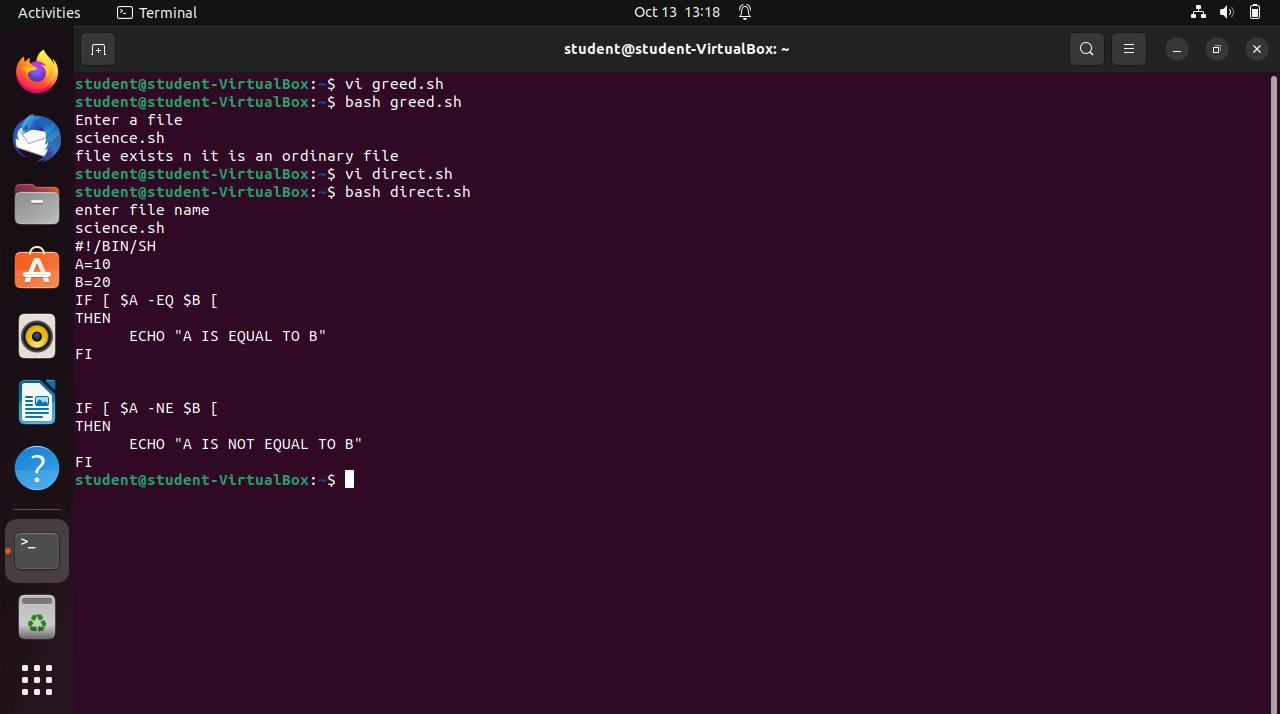 Activities Terminal Oct 13 13:18
student@student-VirtualBox: ~
student@student-VirtualBox:~$ vi greed.sh
student@student-VirtualBox:~$ bash greed.sh
Enter a file
science.sh
file exists n it is an ordinary file
student@student-VirtualBox:~$ vi direct.sh
student@student-VirtualBox:~$ bash direct.sh
enter file name
science.sh
#!/BIN/SH
A=10
B=20
IF [ $A -EQ $B [
THEN
      ECHO "A IS EQUAL TO B"
FI
IF [ $A -NE $B [
THEN
      ECHO "A IS NOT EQUAL TO B"
FI
student@student-VirtualBox:~$